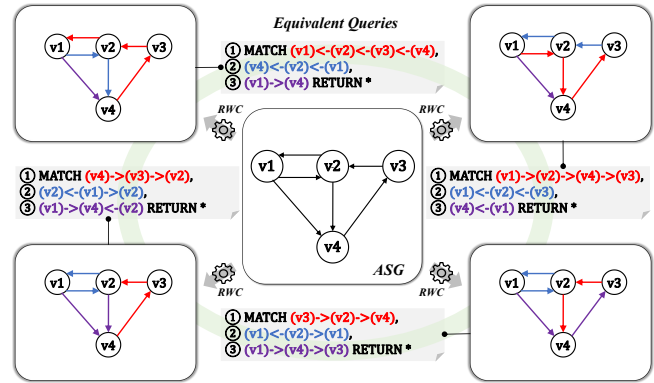 Equivalent Queries
v1
v2
v3
v4
① MATCH (v1)<-(v2)<-(v3)<-(v4),
② (v4)<-(v2)<-(v1),
③ (v1)->(v4) RETURN *
v1
v2
v3
v4
RWC
RWC
① MATCH (v4)->(v3)->(v2),
② (v2)<-(v1)->(v2),
③ (v1)->(v4)<-(v2) RETURN *
v1
v2
v3
v4
ASG
① MATCH (v1)->(v2)->(v4)->(v3),
② (v1)<-(v2)<-(v3),
③ (v4)<-(v1) RETURN *
RWC
RWC
v1
v2
v3
v4
① MATCH (v3)->(v2)->(v4),
② (v1)<-(v2)->(v1),
③ (v1)->(v4)->(v3) RETURN *
v1
v2
v3
v4